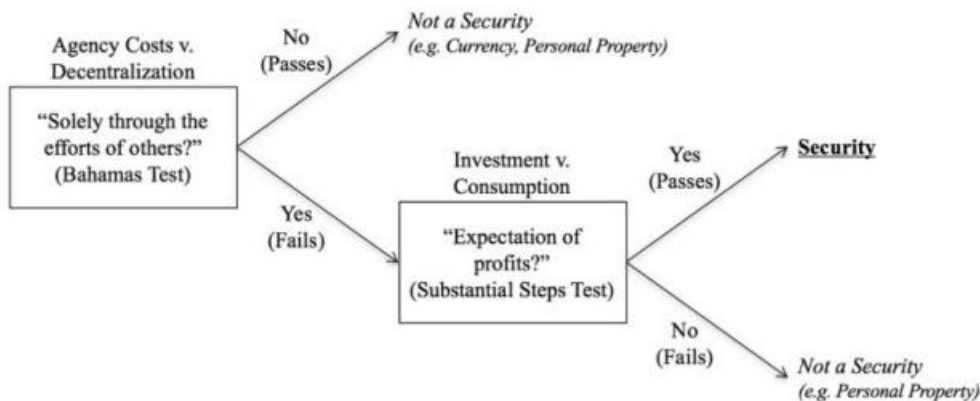 Agency Costs v.
Decentralization
“Solely through the
efforts of others?”
(Bahamas Test)
No
(Passes)
Not a Security
(e.g. Currency, Personal Property)
Yes
(Fails)
Investment v.
Consumption
“Expectation of
profits?”
(Substantial Steps Test)
Yes
(Passes)
Security
No
(Fails)
Not a Security
(e.g. Personal Property)